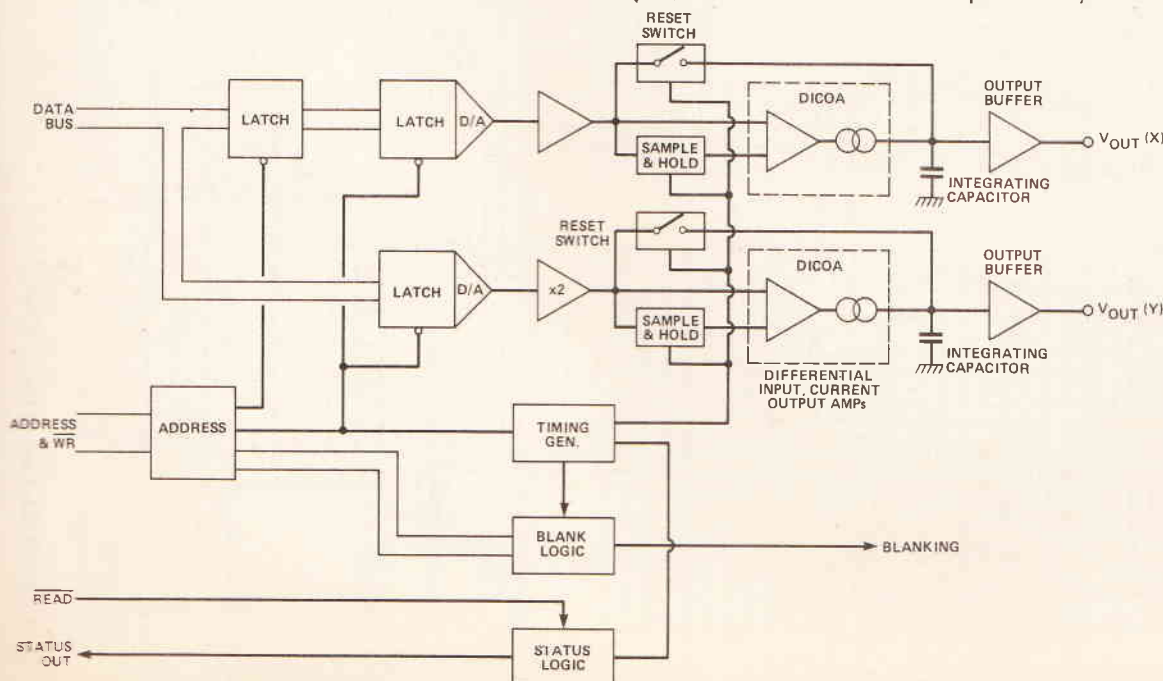 RESET
SWITCH
DATA
BUS
LATCH
LATCH
D/A
DICOA
SAMPLE
& HOLD
OUTPUT
BUFFER
VOUT (X)
INTEGRATING
CAPACITOR
RESET
SWITCH
LATCH
D/A
x2
DICOA
SAMPLE
& HOLD
OUTPUT
BUFFER
VOUT (Y)
INTEGRATING
CAPACITOR
DIFFERENTIAL
INPUT, CURRENT
OUTPUT AMPs
ADDRESS
& WR
ADDRESS
TIMING
GEN.
BLANK
LOGIC
BLANKING
READ
STATUS
OUT
STATUS
LOGIC